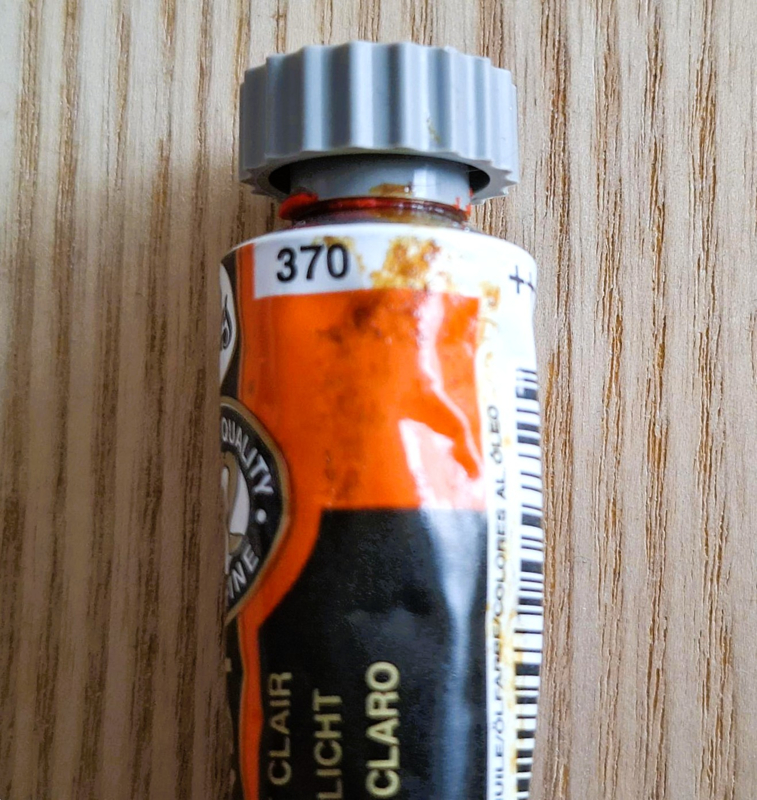 370
++
QUALITY
CLAIR
LICHT
CLARO
UILE/ÖLFARBE/COLORES AL ÓLEO